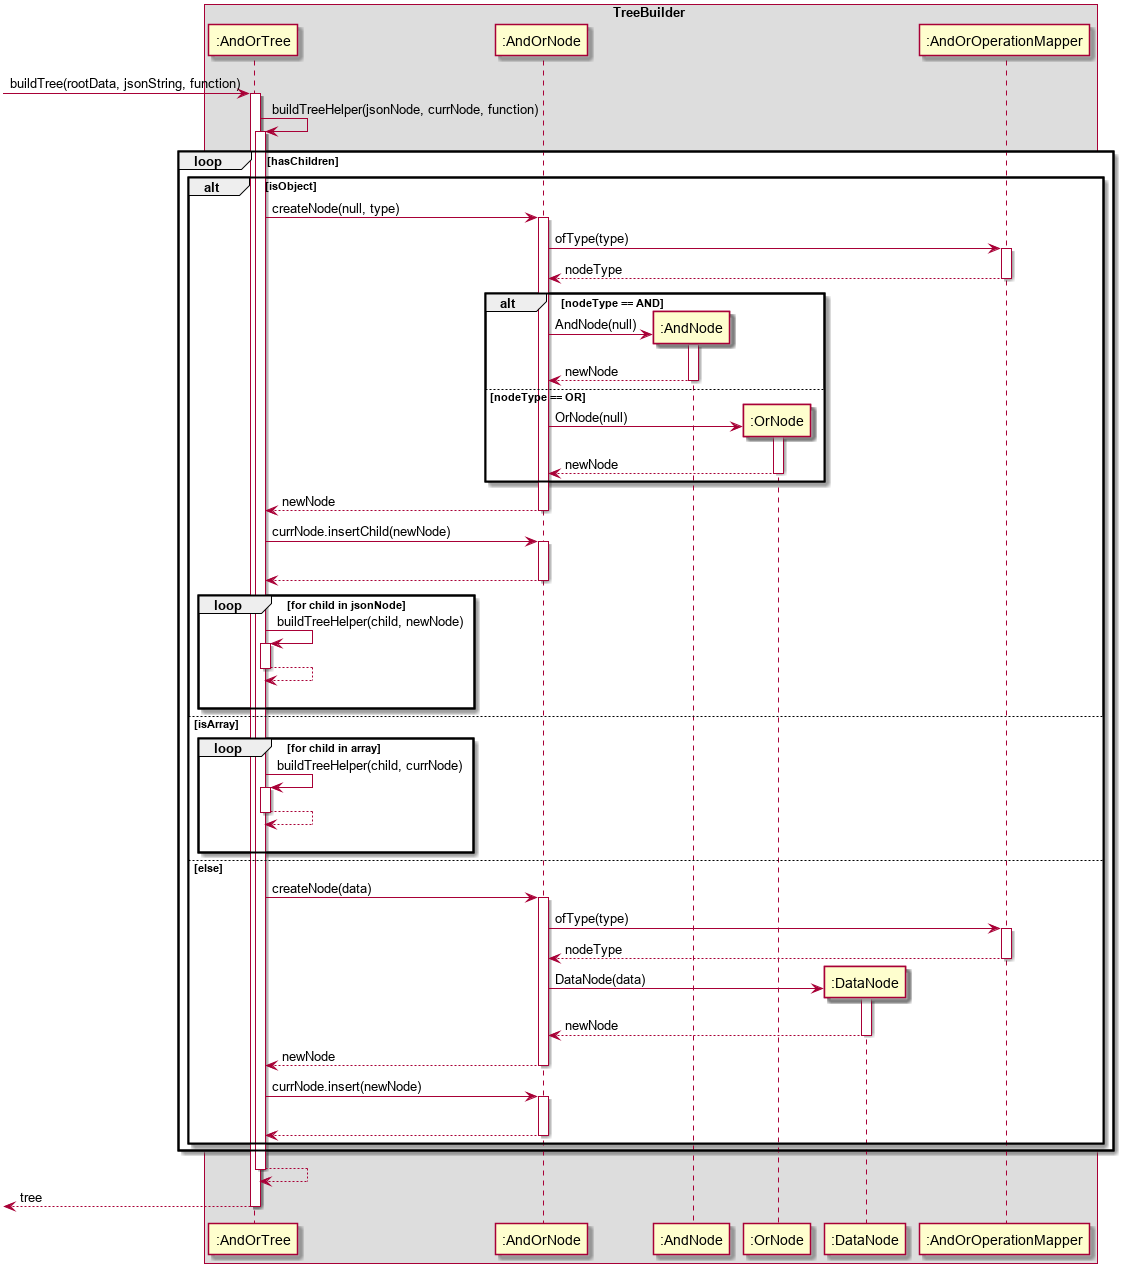 TreeBuilder
:AndOrTree
:AndOrNode
:AndOrOperationMapper
buildTree(rootData, jsonString, function)
buildTreeHelper(jsonNode, currNode, function)
loop
[hasChildren]
alt
[isObject]
createNode(null, type)
ofType(type)
nodeType
alt
[nodeType == AND]
AndNode(null)
:AndNode
newNode
[nodeType == OR]
OrNode(null)
:OrNode
newNode
newNode
currNode.insertChild(newNode)
loop
[for child in jsonNode]
buildTreeHelper(child, newNode)
[isArray]
loop
[for child in array]
buildTreeHelper(child, currNode)
[else]
createNode(data)
ofType(type)
nodeType
DataNode(data)
:DataNode
newNode
newNode
currNode.insert(newNode)
tree
:AndOrTree
:AndOrNode
:AndNode
:OrNode
:DataNode
:AndOrOperationMapper